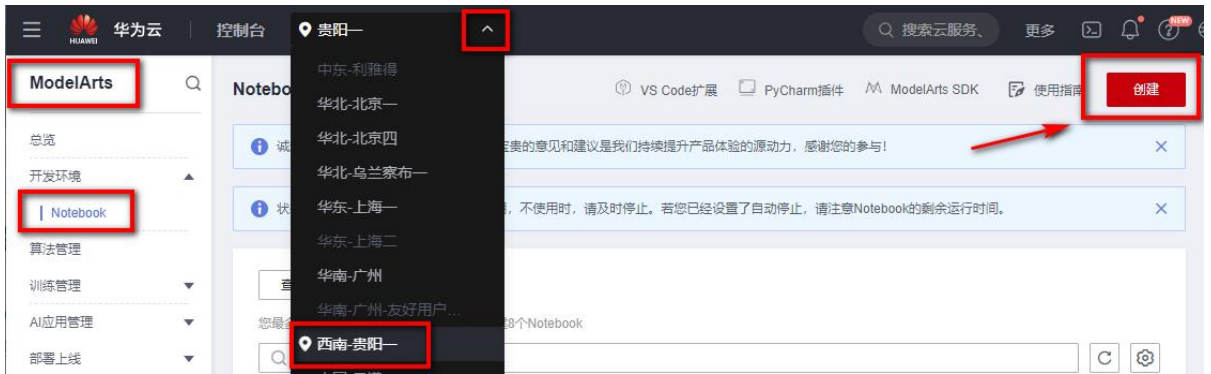 HUAWEI 华为云 控制台 贵阳一 搜索云服务、 更多 NEW
ModelArts
总览
开发环境
Notebook
算法管理
训练管理
AI应用管理
部署上线
中东-利雅得
华北-北京一
华北-北京四
华北-乌兰察布一
华东-上海一
华东-上海二
华南-广州
华南-广州-友好用户...
西南-贵阳一
Notebo VS Code扩展 PyCharm插件 ModelArts SDK 使用指南 创建
诚 宝贵的意见和建议是我们持续提升产品体验的源动力，感谢您的参与!
状 ，不使用时，请及时停止。若您已经设置了自动停止，请注意Notebook的剩余运行时间。
您最 8个Notebook